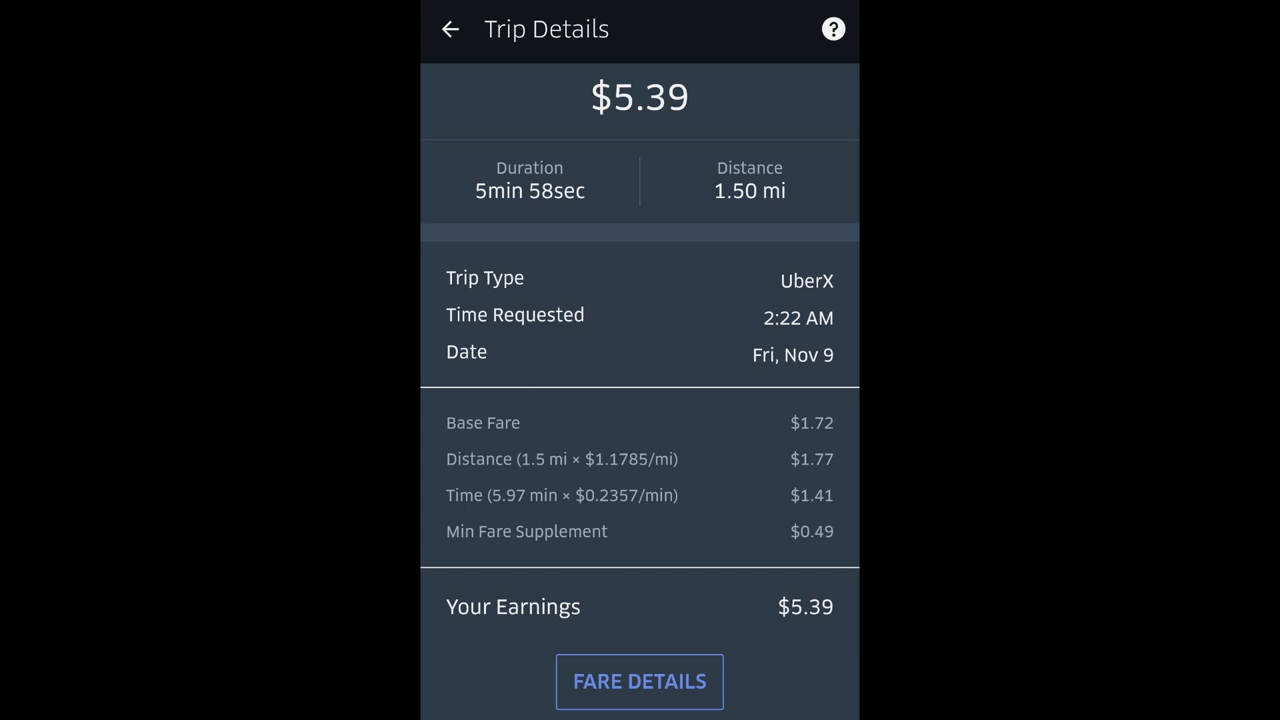 Trip Details ?
$5.39
Duration Distance
5min 58sec 1.50 mi
Trip Type UberX
Time Requested 2:22 AM
Date Fri, Nov 9
Base Fare $1.72
Distance (1.5 mi × $1.1785/mi) $1.77
Time (5.97 min × $0.2357/min) $1.41
Min Fare Supplement $0.49
Your Earnings $5.39
FARE DETAILS